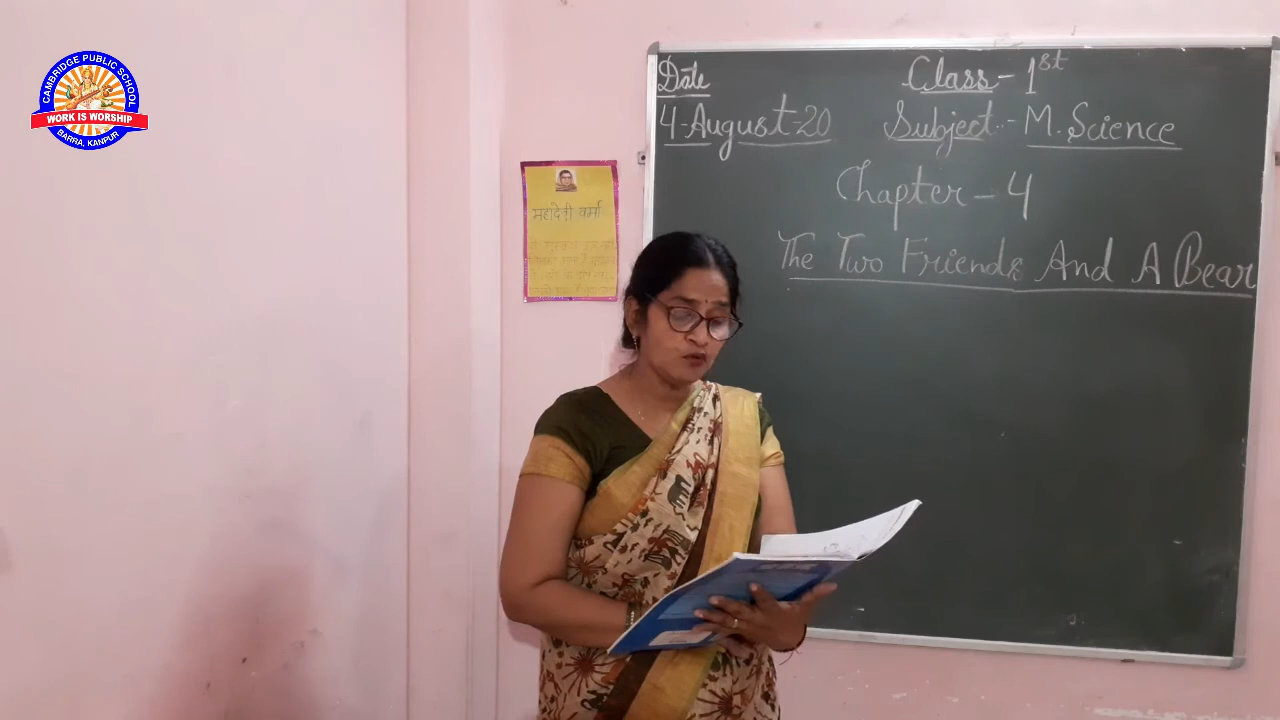 CAMBRIDGE PUBLIC SCHOOL
WORK IS WORSHIP
BARRA, KANPUR
Date
4-August-20
Class - 1st
Subject - M. Science
Chapter - 4
The Two Friends And A Bear
महादेवी वर्मा